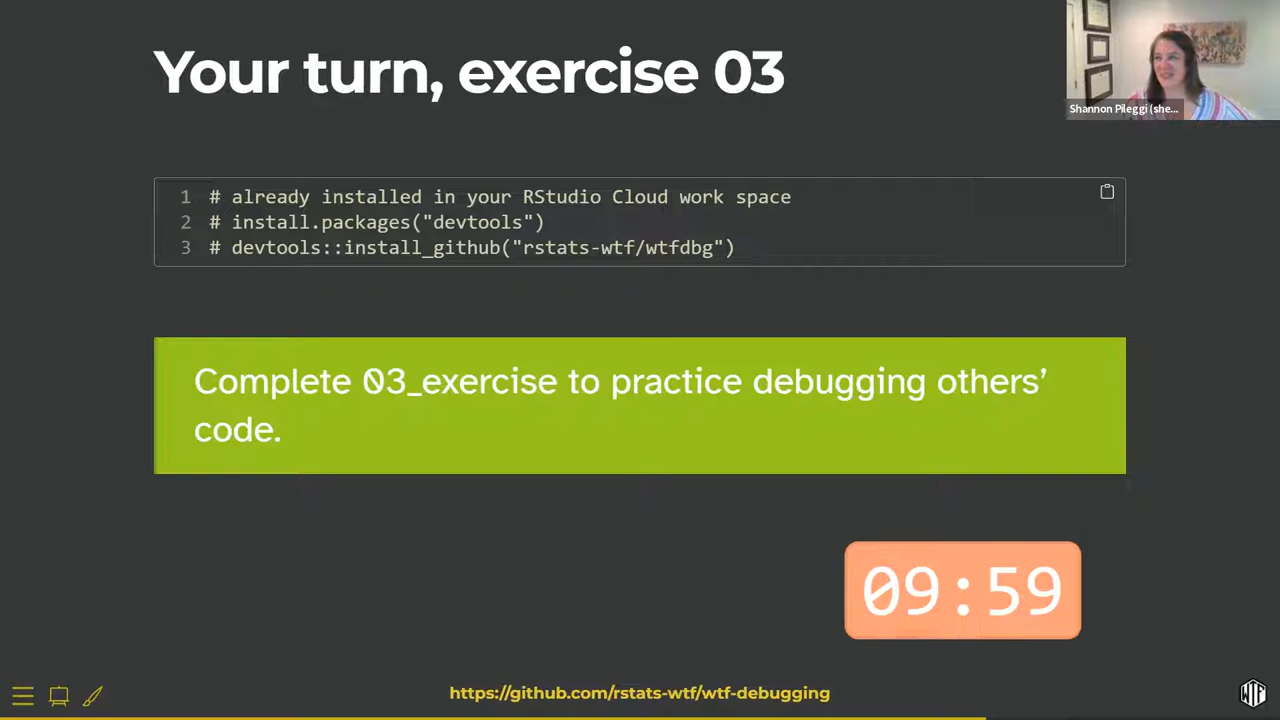 Your turn, exercise 03
Shannon Pileggi (she...
1 # already installed in your RStudio Cloud work space
2 # install.packages("devtools")
3 # devtools::install_github("rstats-wtf/wtfdbg")
Complete 03_exercise to practice debugging others’
code.
09:59
https://github.com/rstats-wtf/wtf-debugging
WTF